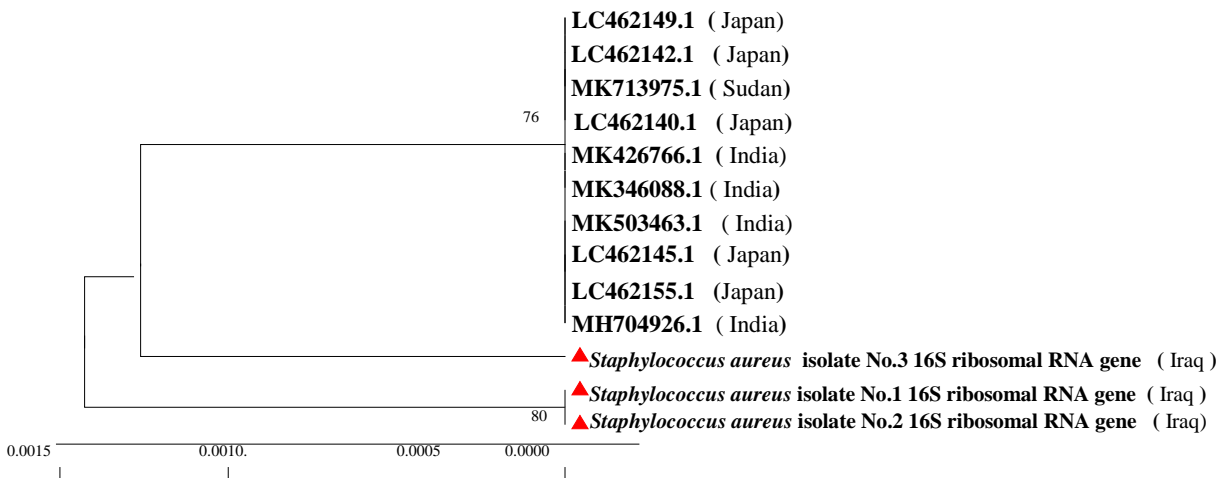 LC462149.1 ( Japan)
LC462142.1 ( Japan)
MK713975.1 ( Sudan)
76
LC462140.1 ( Japan)
MK426766.1 ( India)
MK346088.1 ( India)
MK503463.1 ( India)
LC462145.1 ( Japan)
LC462155.1 (Japan)
MH704926.1 ( India)
Staphylococcus aureus isolate No.3 16S ribosomal RNA gene ( Iraq )
Staphylococcus aureus isolate No.1 16S ribosomal RNA gene ( Iraq )
80
Staphylococcus aureus isolate No.2 16S ribosomal RNA gene ( Iraq)
0.0015 0.0010. 0.0005 0.0000